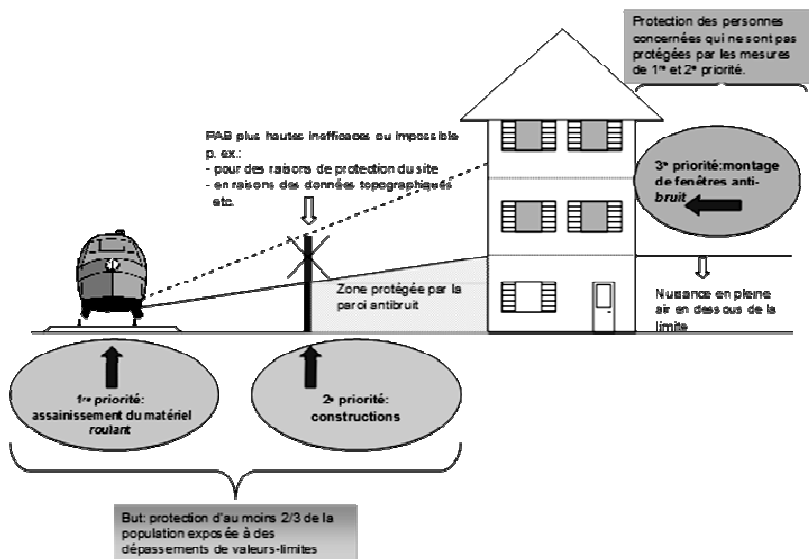 Protection des personnes
concernées qui ne sont pas
protégées par les mesures
de 1re et 2e priorité.
PAB plus hautes inefficaces ou impossible
p. ex.:
- pour des raisons de protection du site
- en raisons des données topographiqués
etc.
3e priorité:montage
de fenêtres anti-
bruit
Zone protégée par la
paroi antibruit
Nuisance en pleine
air en dessous de la
limite
1re priorité:
assainissement du matériel
roulant
2e priorité:
constructions
But: protection d'au moins 2/3 de la
population exposée à des
dépassements de valeurs-limites